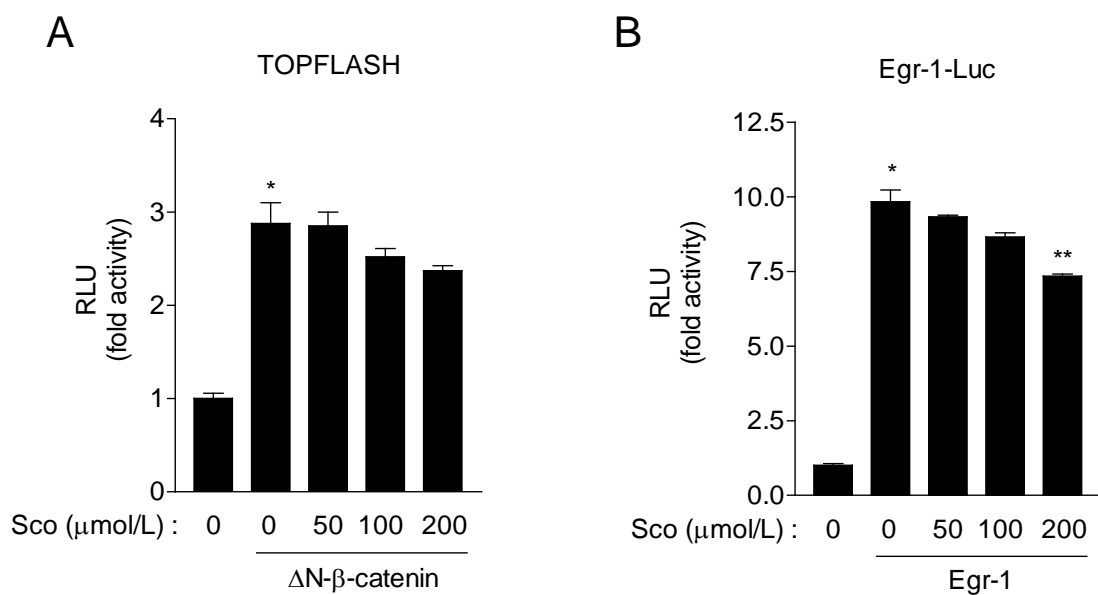 A
TOPFLASH
RLU
(fold activity)
4
3
2
1
0
*
Sco (μmol/L) : 0 0 50 100 200
ΔN-β-catenin
B
Egr-1-Luc
RLU
(fold activity)
12.5
10.0
7.5
5.0
2.5
0.0
*
**
Sco (μmol/L) : 0 0 50 100 200
Egr-1